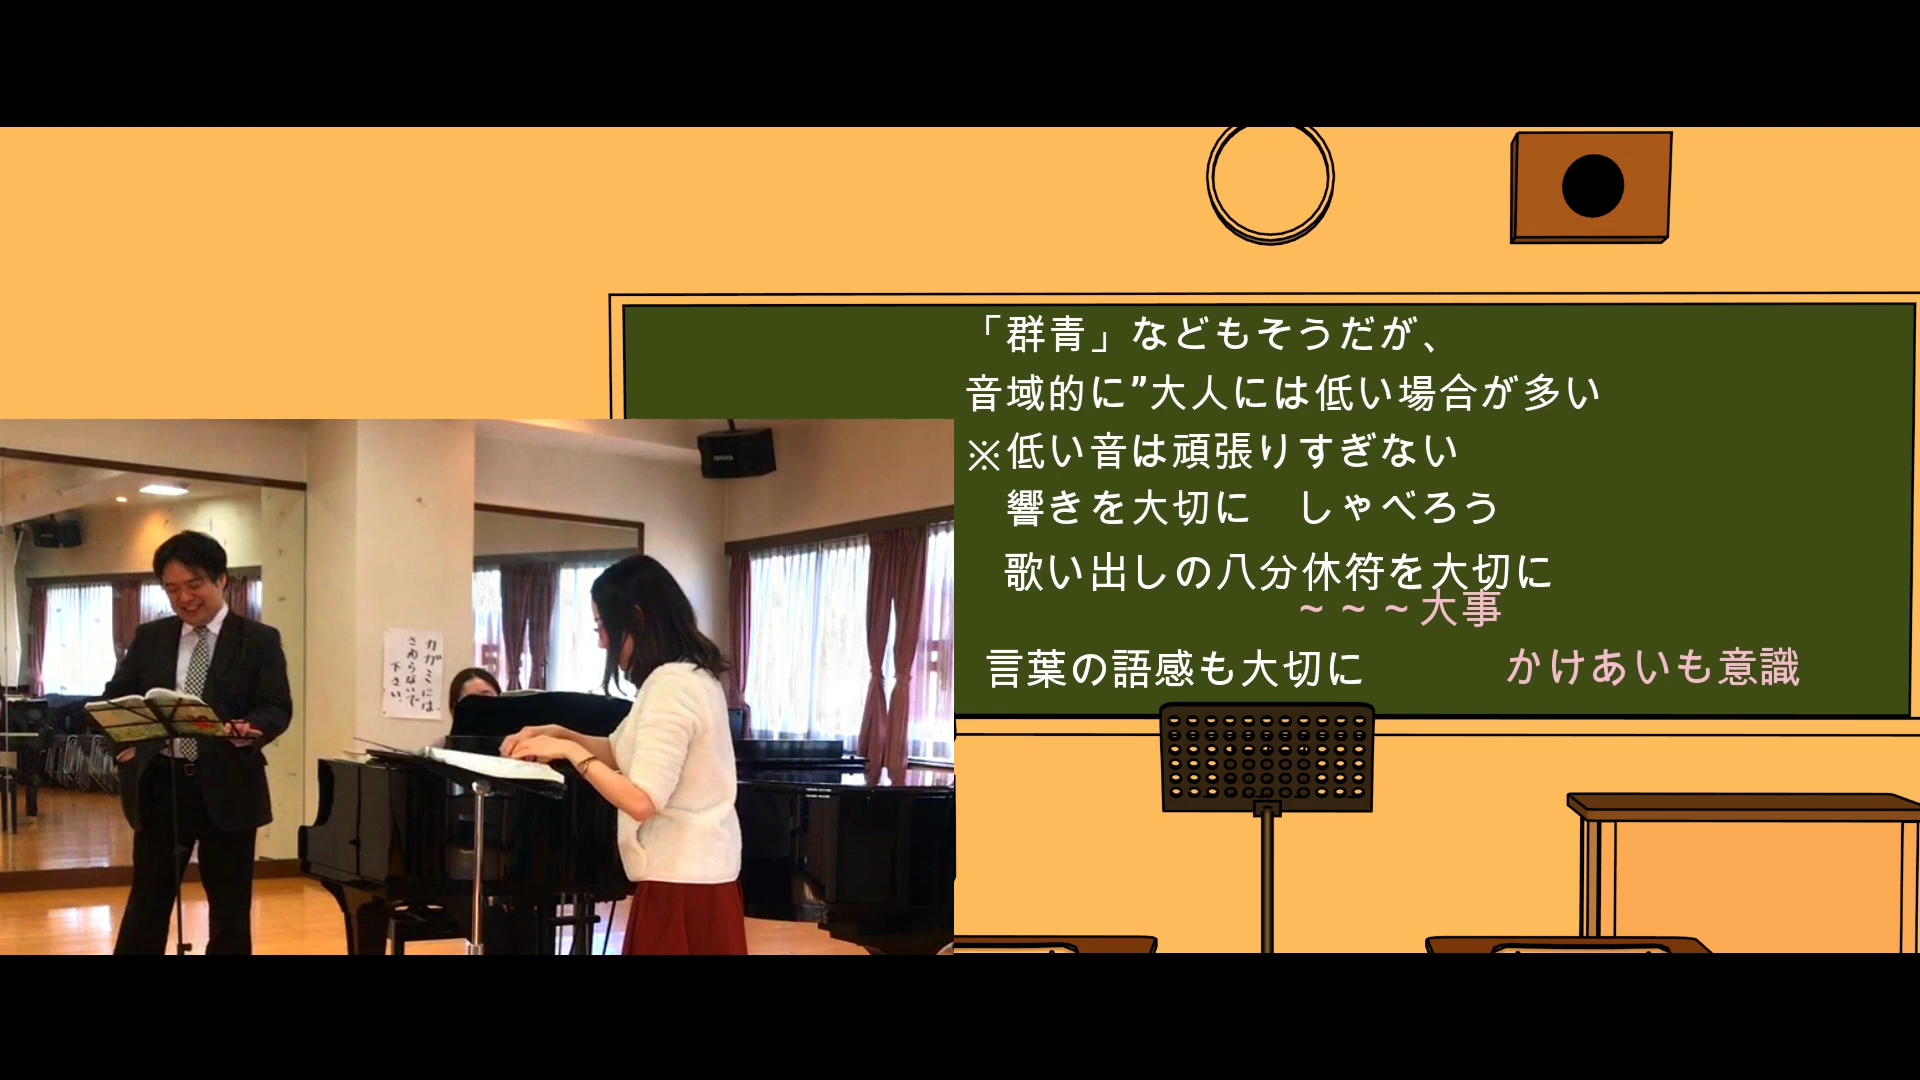 「群青」などもそうだが、
音域的に”大人には低い場合が多い
※低い音は頑張りすぎない
響きを大切に　しゃべろう
歌い出しの八分休符を大切に
～～～大事
言葉の語感も大切に
かけあいも意識
カガミには、
さわらないで
下さい。